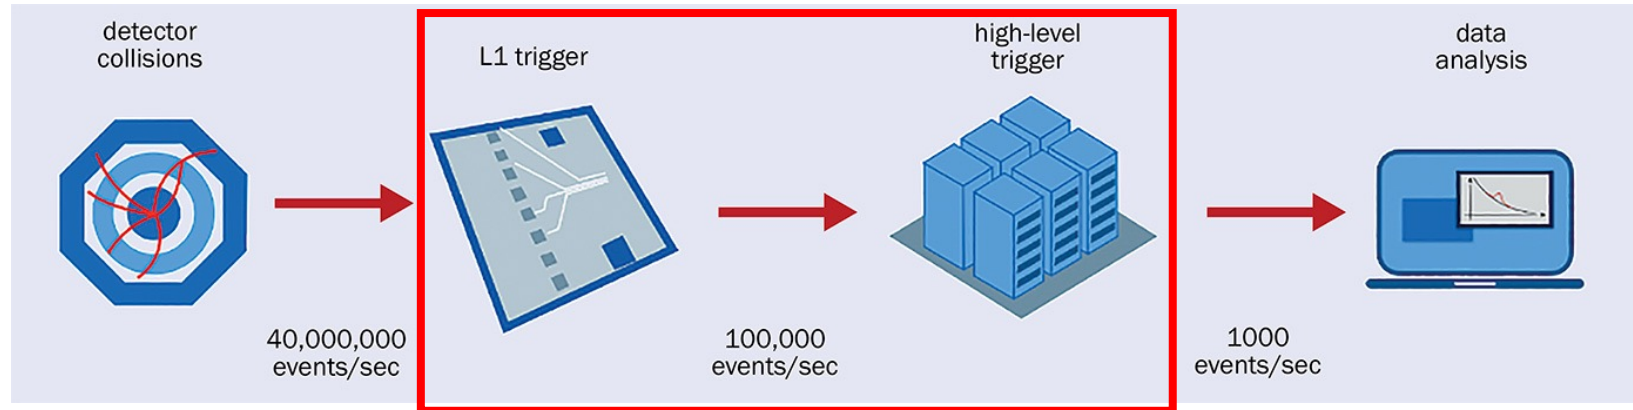 detector
collisions
L1 trigger
high-level
trigger
data
analysis
40,000,000
events/sec
100,000
events/sec
1000
events/sec